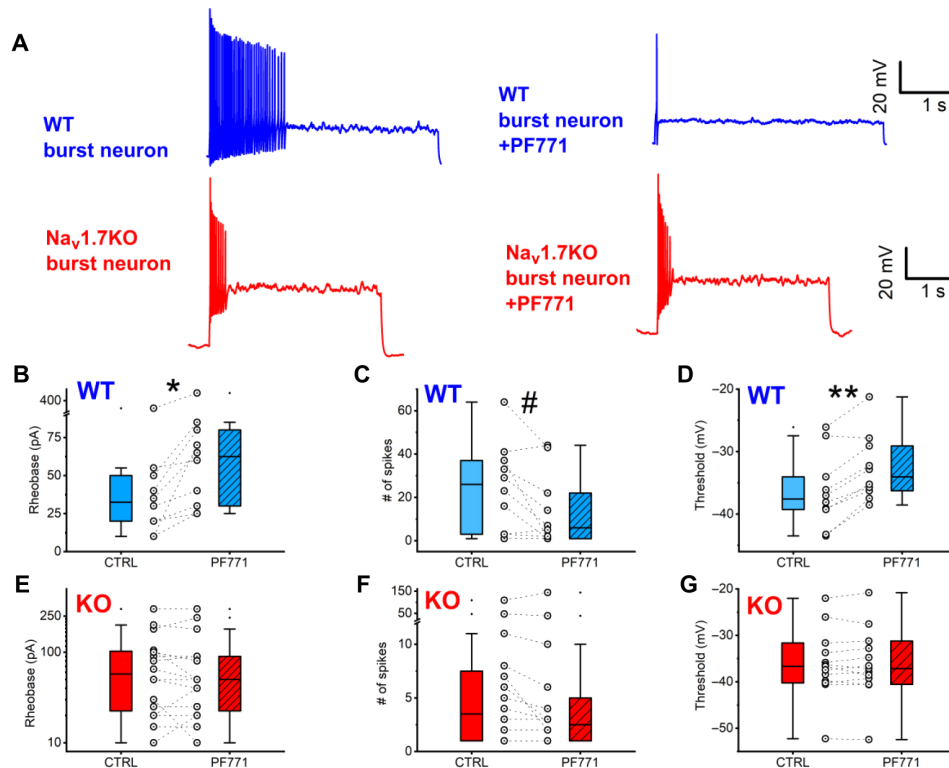 A
WT
burst neuron
WT
burst neuron
+PF771
20 mV
1 s
Nav1.7KO
burst neuron
Nav1.7KO
burst neuron
+PF771
20 mV
1 s
B
WT
*
Rheobase (pA)
400
75
50
25
0
CTRL
PF771
C
WT
#
# of spikes
60
40
20
0
CTRL
PF771
D
WT
**
Threshold (mV)
−20
−30
−40
CTRL
PF771
E
KO
Rheobase (pA)
250
100
10
CTRL
PF771
F
KO
# of spikes
150
50
10
5
0
CTRL
PF771
G
KO
Threshold (mV)
−20
−30
−40
−50
CTRL
PF771